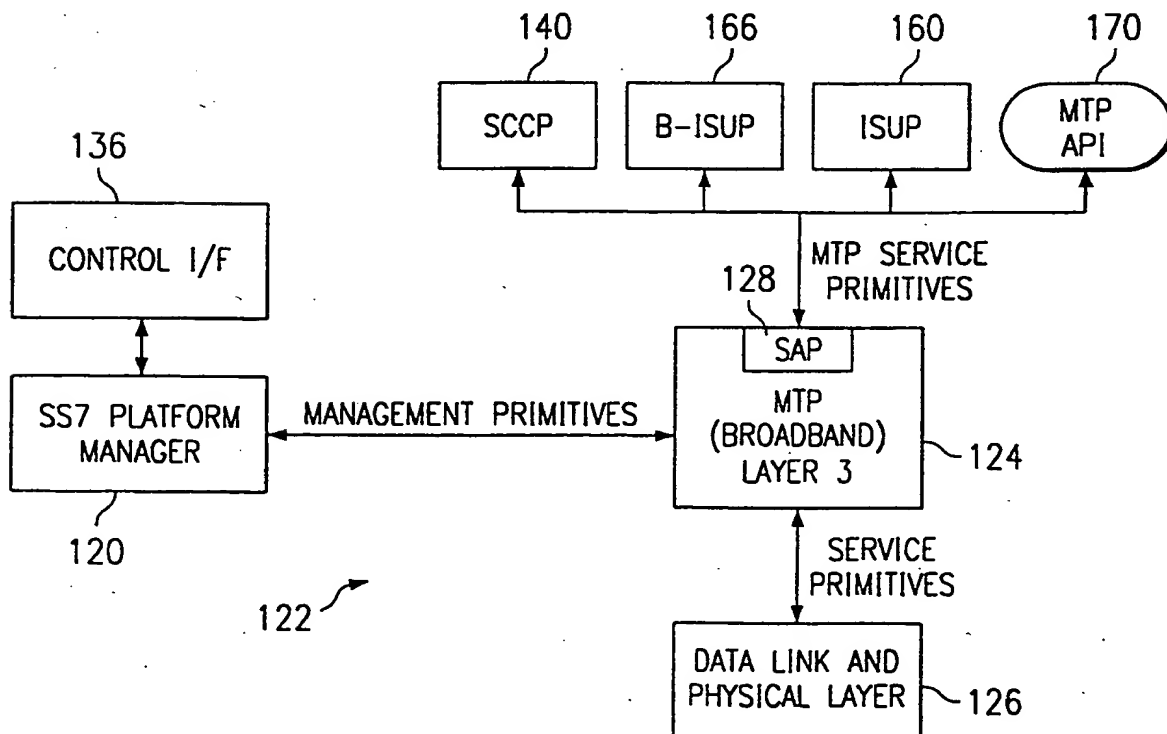 140
166
160
170
SCCP
B-ISUP
ISUP
MTP
API
136
CONTROL I/F
MTP SERVICE
PRIMITIVES
128
SAP
MTP
(BROADBAND)
LAYER 3
124
SS7 PLATFORM
MANAGER
MANAGEMENT PRIMITIVES
120
SERVICE
PRIMITIVES
122
DATA LINK AND
PHYSICAL LAYER
126